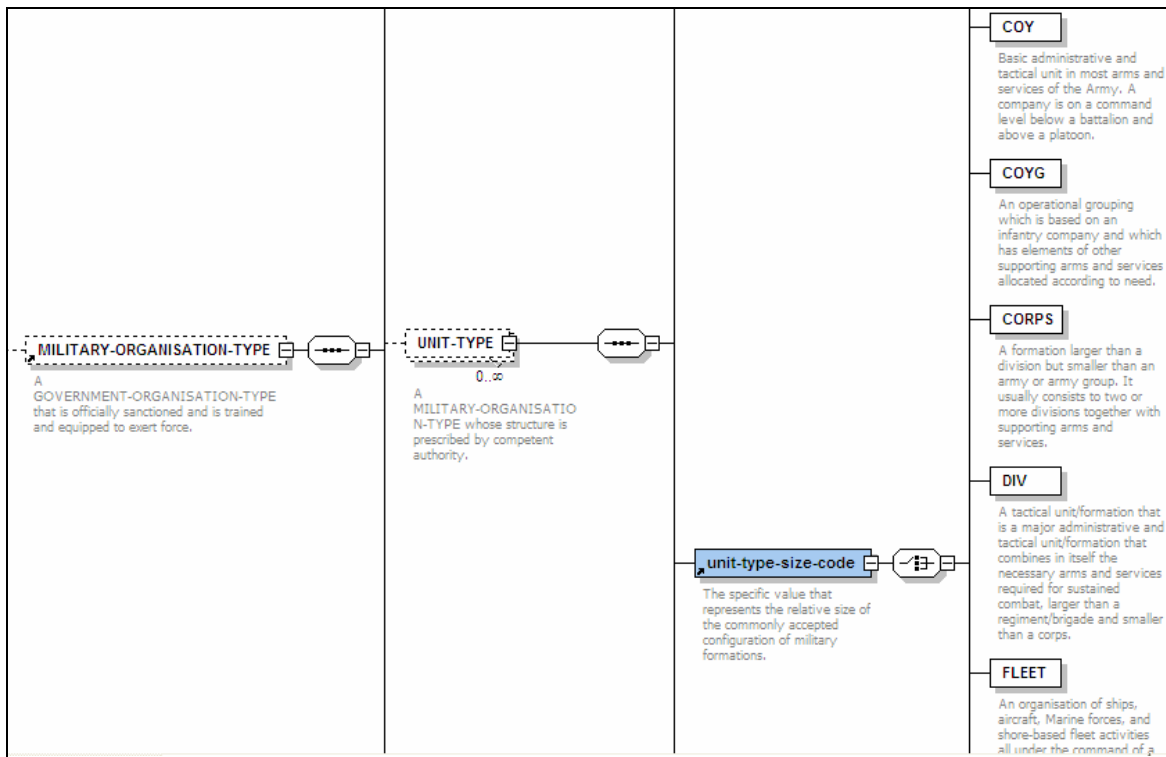 MILITARY-ORGANISATION-TYPE
A
GOVERNMENT-ORGANISATION-TYPE
that is officially sanctioned and is trained
and equipped to exert force.
UNIT-TYPE
0..∞
A
MILITARY-ORGANISATIO
N-TYPE whose structure is
prescribed by competent
authority.
unit-type-size-code
The specific value that
represents the relative size of
the commonly accepted
configuration of military
formations.
COY
Basic administrative and
tactical unit in most arms and
services of the Army. A
company is on a command
level below a battalion and
above a platoon.
COYG
An operational grouping
which is based on an
infantry company and which
has elements of other
supporting arms and services
allocated according to need.
CORPS
A formation larger than a
division but smaller than an
army or army group. It
usually consists to two or
more divisions together with
supporting arms and
services.
DIV
A tactical unit/formation that
is a major administrative and
tactical unit/formation that
combines in itself the
necessary arms and services
required for sustained
combat, larger than a
regiment/brigade and smaller
than a corps.
FLEET
An organisation of ships,
aircraft, Marine forces, and
shore-based fleet activities
all under the command of a